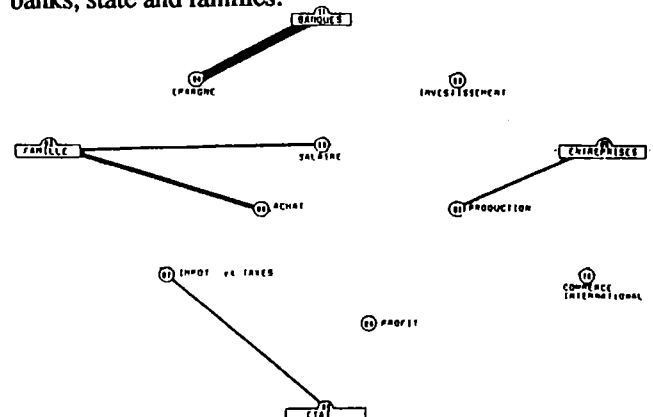 banks, state and families.
BANQUES
EPARGNE
INVESTISSEMENT
FAMILLE
SALAIRE
ENTREPRISES
ACHAT
PRODUCTION
IMPOT et TAXES
COMMERCE
INTERNATIONAL
PROFIT
ETAT